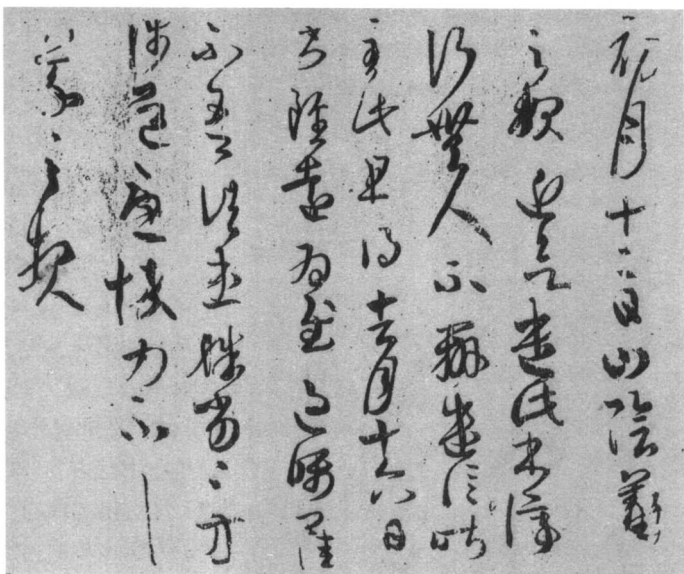 初月十二日山陰羲
之報近欲遣此書停
行無人不辦遣信昨
至此且得去月十六日
書雖遠為慰過囑卿佳
不吾諸患殊劣殊劣方
涉道憂悴力不具
羲之報